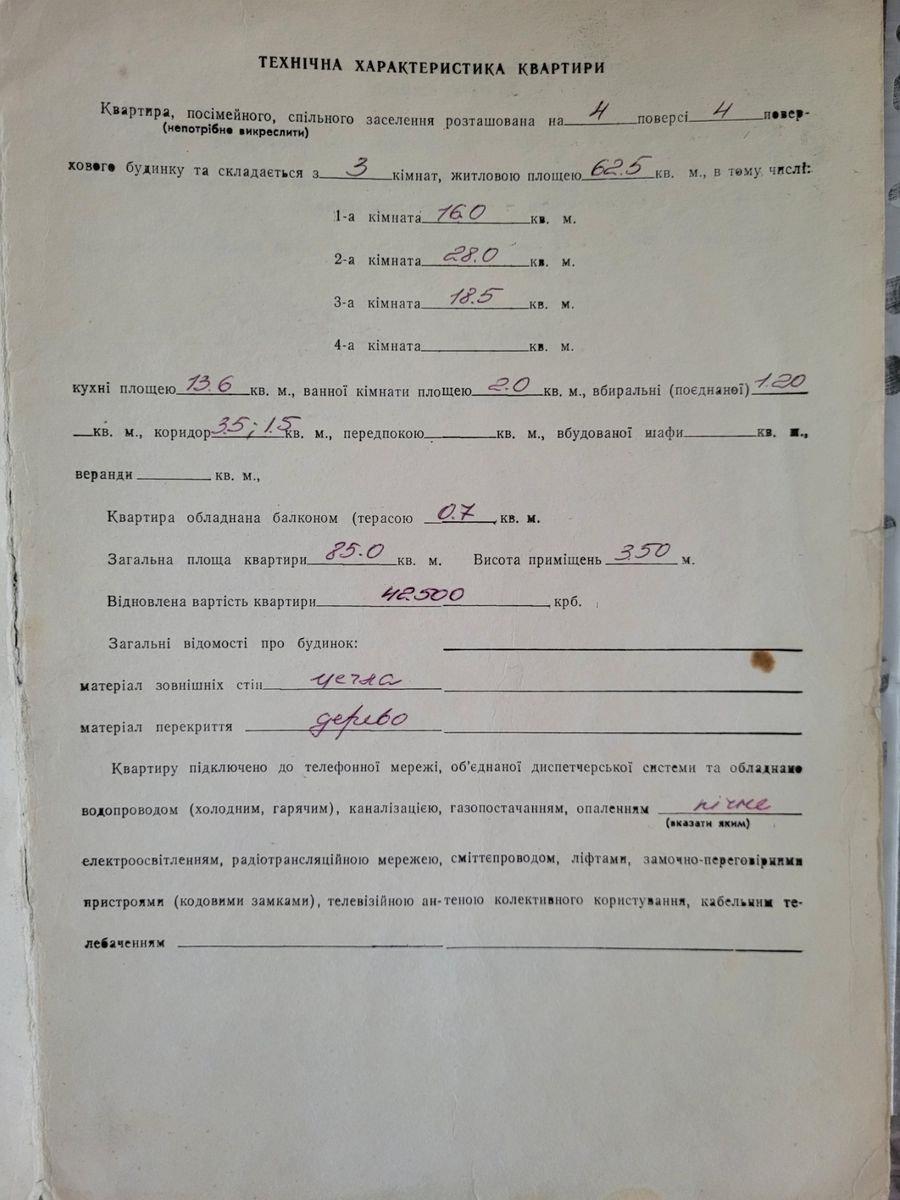 ТЕХНІЧНА ХАРАКТЕРИСТИКА КВАРТИРИ
Квартира, посімейного, спільного заселення розташована на 4 поверсі 4 повер-
(непотрібне викреслити)
хового будинку та складається з 3 кімнат, житловою площею 62.5 кв. м., в тому числі:
1-а кімната 16.0 кв. м.
2-а кімната 28.0 кв. м.
3-а кімната 18.5 кв. м.
4-а кімната кв. м.
кухні площею 13.6 кв. м., ванної кімнати площею 2.0 кв. м., вбиральні (поєднаної) 1.20
кв. м., коридор 3.5; 1.5 кв. м., передпокою кв. м., вбудованої шафи кв. м.,
веранди кв. м.,
Квартира обладнана балконом (терасою 0.7 кв. м.
Загальна площа квартири 85.0 кв. м. Висота приміщень 3.50 м.
Відновлена вартість квартири 42500 крб.
Загальні відомості про будинок:
матеріал зовнішніх стін цегла
матеріал перекриття дерево
Квартиру підключено до телефонної мережі, об’єднаної диспетчерської системи та обладнано
водопроводом (холодним, гарячим), каналізацією, газопостачанням, опаленням пічне
(вказати яким)
електроосвітленням, радіотрансляційною мережею, сміттєпроводом, ліфтами, замочно-переговірними
пристроями (кодовими замками), телевізійною антеною колективного користування, кабельним те-
лебаченням